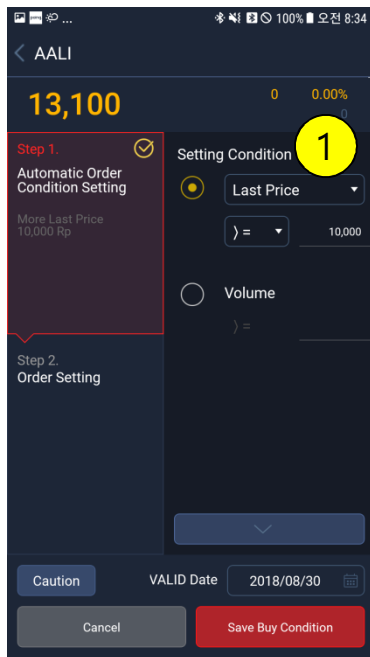 ... 100% 오전 8:34
AALI
13,100
0 0.00%
0
Step 1.
Automatic Order
Condition Setting
More Last Price
10,000 Rp
Setting Condition
1
Last Price
⟩ =
10,000
Volume
⟩ =
Step 2.
Order Setting
Caution
VALID Date
2018/08/30
Cancel
Save Buy Condition